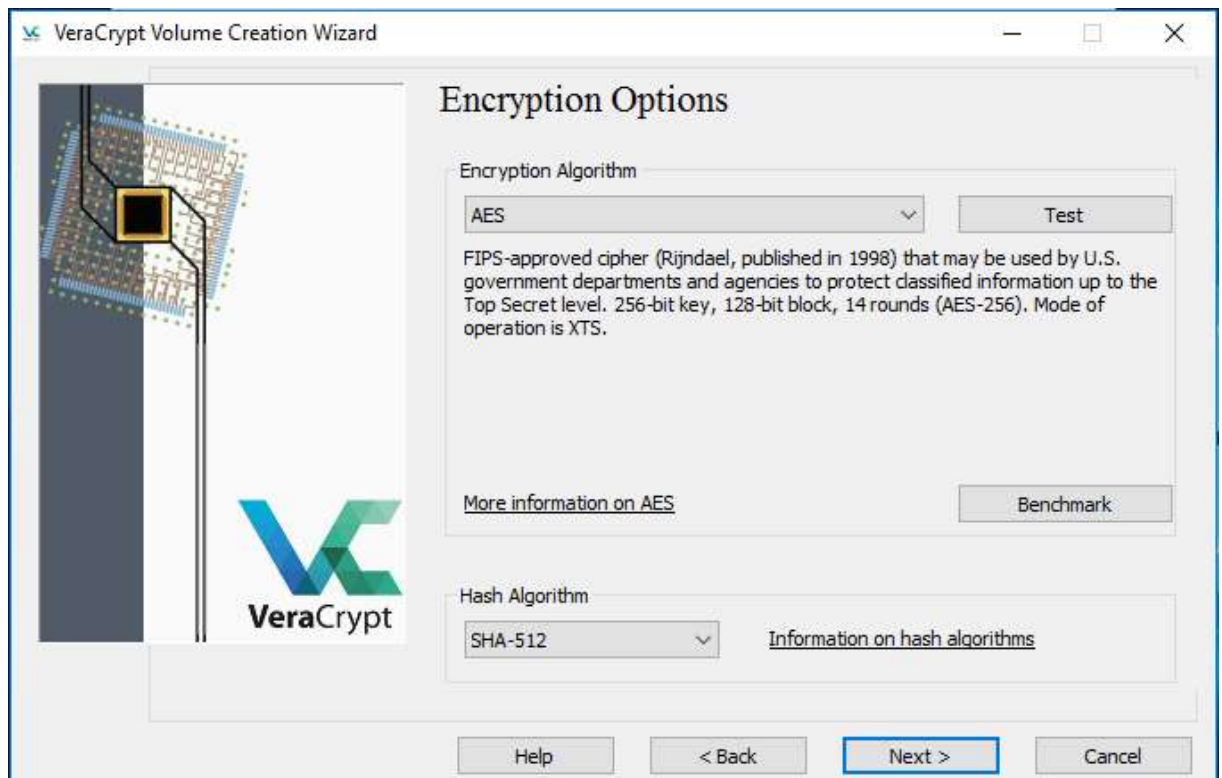 VeraCrypt Volume Creation Wizard
Encryption Options
Encryption Algorithm
AES
Test
FIPS-approved cipher (Rijndael, published in 1998) that may be used by U.S.
government departments and agencies to protect classified information up to the
Top Secret level. 256-bit key, 128-bit block, 14 rounds (AES-256). Mode of
operation is XTS.
More information on AES
Benchmark
VeraCrypt
Hash Algorithm
SHA-512
Information on hash algorithms
Help
< Back
Next >
Cancel